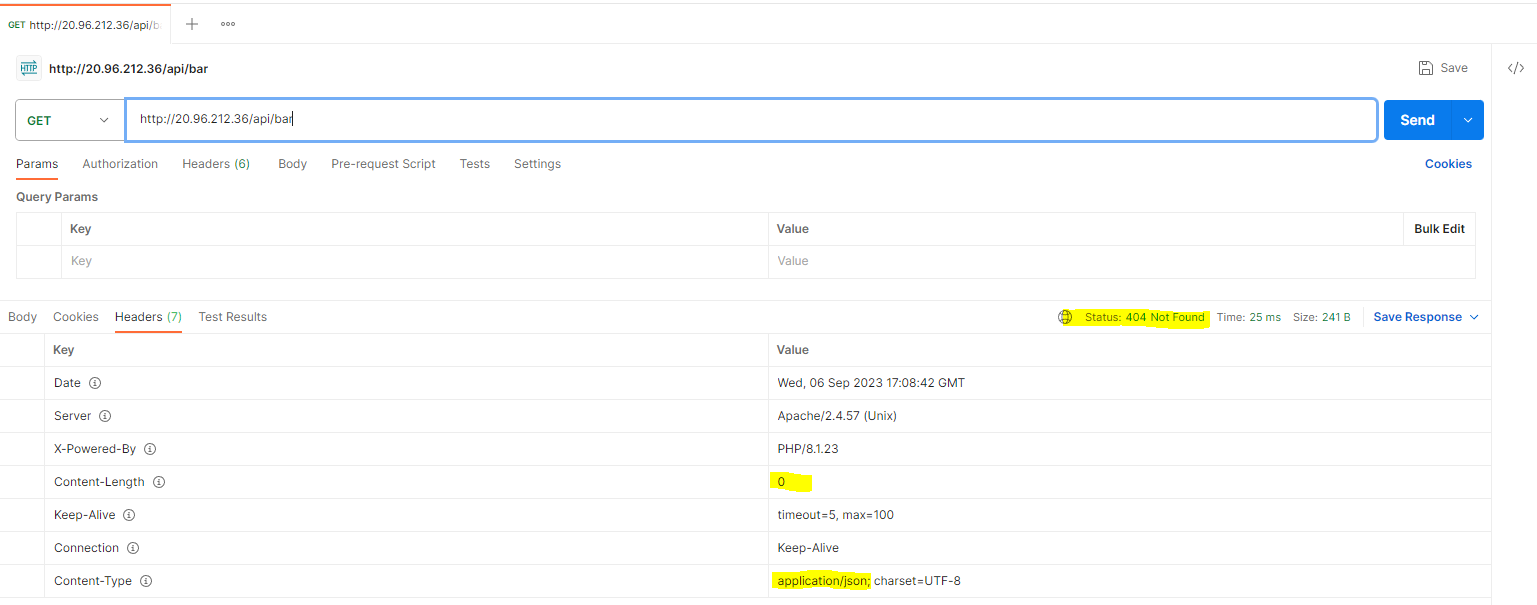 GET http://20.96.212.36/api/b
HTTP http://20.96.212.36/api/bar Save
GET http://20.96.212.36/api/bar Send
Params Authorization Headers (6) Body Pre-request Script Tests Settings Cookies
Query Params
Key Value Bulk Edit
Key Value
Body Cookies Headers (7) Test Results Status: 404 Not Found Time: 25 ms Size: 241 B Save Response
Key Value
Date Wed, 06 Sep 2023 17:08:42 GMT
Server Apache/2.4.57 (Unix)
X-Powered-By PHP/8.1.23
Content-Length 0
Keep-Alive timeout=5, max=100
Connection Keep-Alive
Content-Type application/json; charset=UTF-8